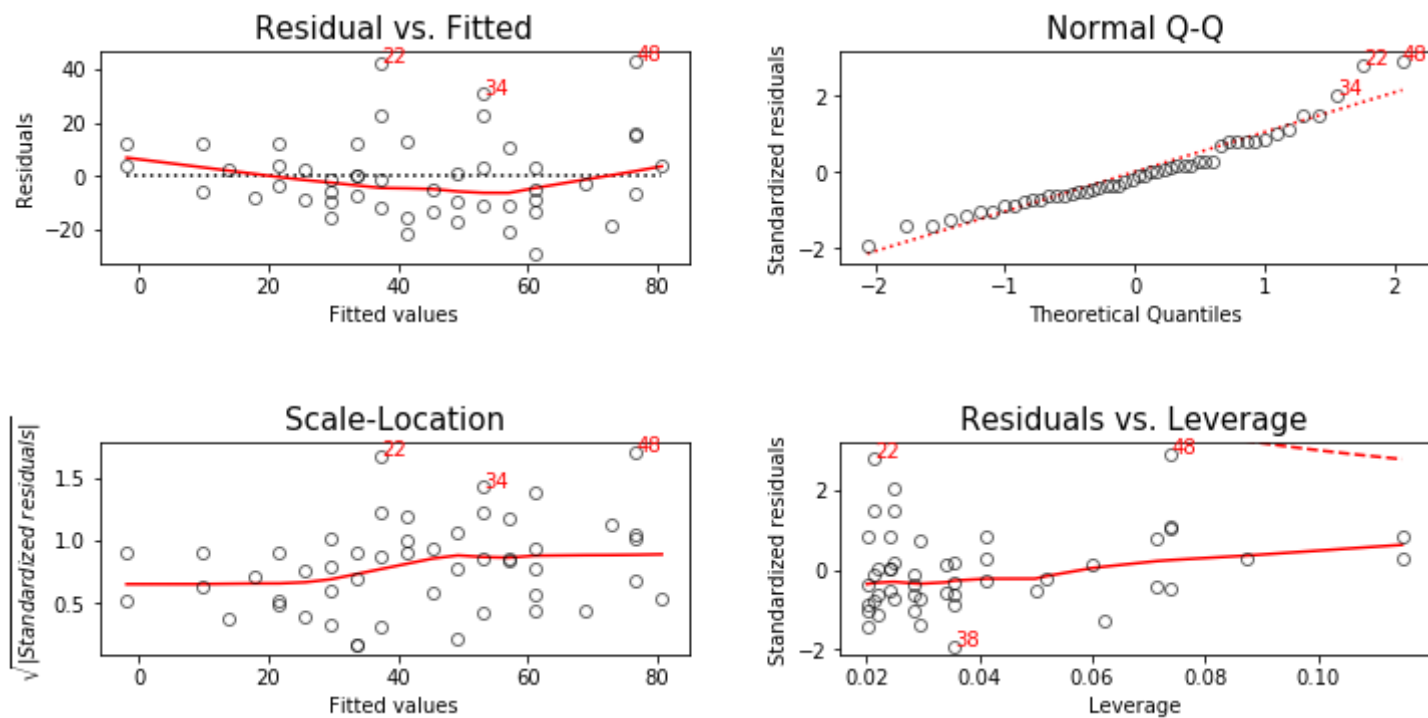 Residual vs. Fitted
Residuals
40
20
0
−20
22
34
48
0 20 40 60 80
Fitted values
Normal Q-Q
Standardized residuals
2
0
−2
22
48
34
−2 −1 0 1 2
Theoretical Quantiles
Scale-Location
√|Standardized residuals|
1.5
1.0
0.5
22
34
48
0 20 40 60 80
Fitted values
Residuals vs. Leverage
Standardized residuals
2
0
−2
22
48
38
0.02 0.04 0.06 0.08 0.10
Leverage